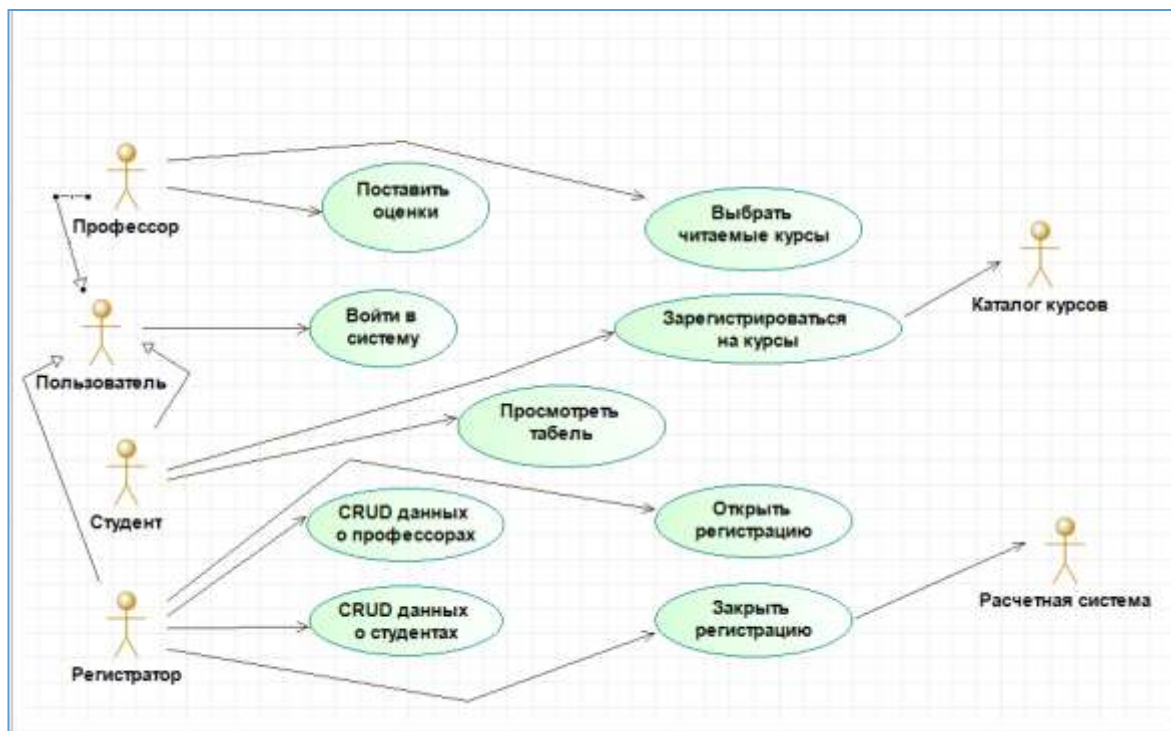 Профессор
Поставить
оценки
Выбрать
читаемые курсы
Каталог курсов
Пользователь
Войти в
систему
Зарегистрироваться
на курсы
Просмотреть
табель
Студент
CRUD данных
о профессорах
Открыть
регистрацию
Расчетная система
Регистратор
CRUD данных
о студентах
Закрыть
регистрацию